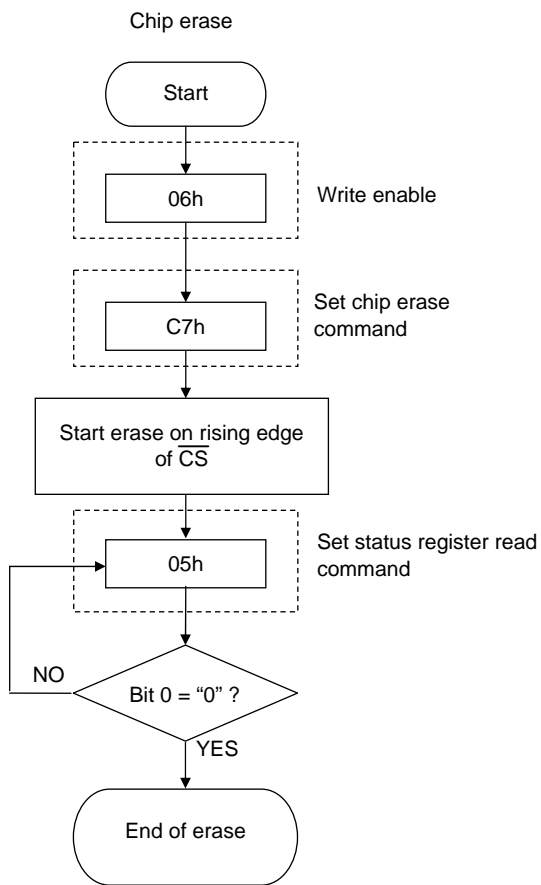 Chip erase
Start
06h
Write enable
C7h
Set chip erase
command
Start erase on rising edge
of C̅S̅
05h
Set status register read
command
NO
Bit 0 = “0” ?
YES
End of erase